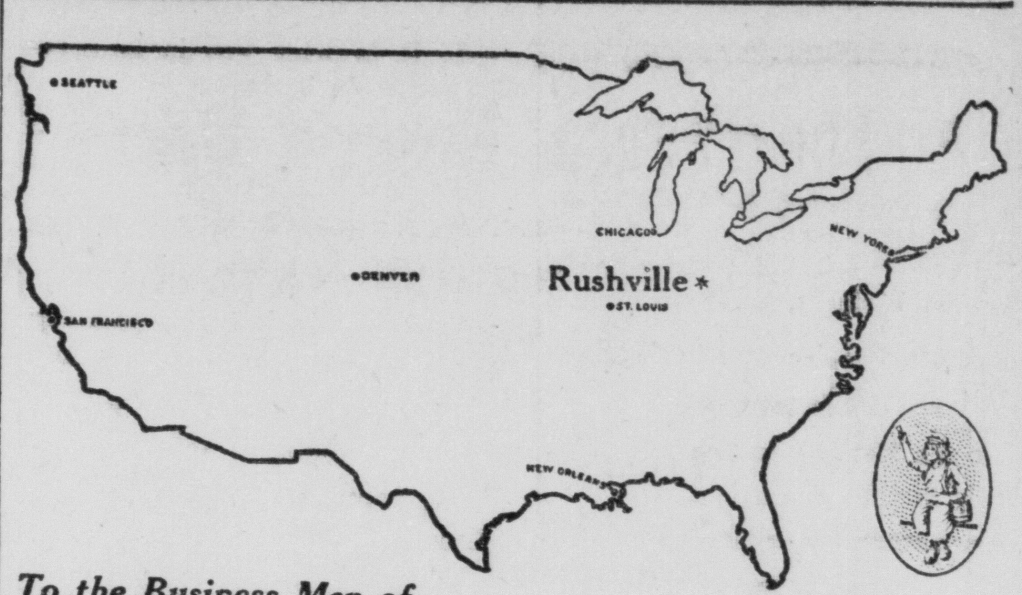 SEATTLE
CHICAGO
NEW YORK
DENVER
Rushville *
ST. LOUIS
SAN FRANCISCO
NEW ORLEANS
To the Business Men of